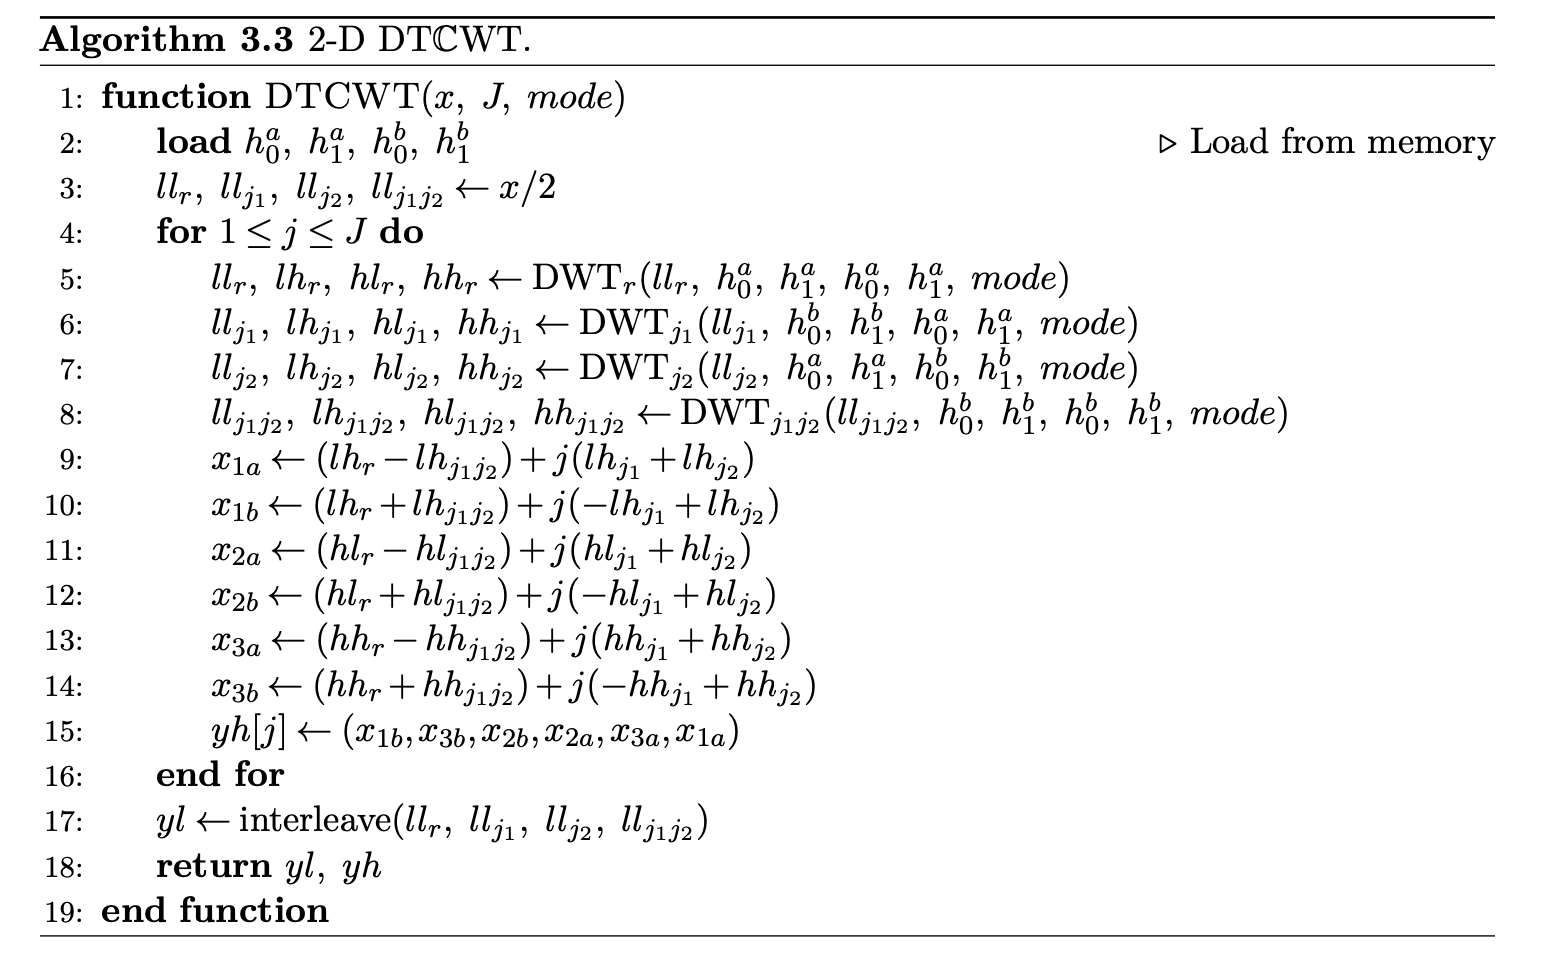 Algorithm 3.3 2-D DTℂWT.
1: function DTCWT(x, J, mode)
2: load h_0^a, h_1^a, h_0^b, h_1^b ▷ Load from memory
3: ll_r, ll_{j_1}, ll_{j_2}, ll_{j_1j_2} ← x/2
4: for 1 ≤ j ≤ J do
5: ll_r, lh_r, hl_r, hh_r ← DWT_r(ll_r, h_0^a, h_1^a, h_0^a, h_1^a, mode)
6: ll_{j_1}, lh_{j_1}, hl_{j_1}, hh_{j_1} ← DWT_{j_1}(ll_{j_1}, h_0^b, h_1^b, h_0^a, h_1^a, mode)
7: ll_{j_2}, lh_{j_2}, hl_{j_2}, hh_{j_2} ← DWT_{j_2}(ll_{j_2}, h_0^a, h_1^a, h_0^b, h_1^b, mode)
8: ll_{j_1j_2}, lh_{j_1j_2}, hl_{j_1j_2}, hh_{j_1j_2} ← DWT_{j_1j_2}(ll_{j_1j_2}, h_0^b, h_1^b, h_0^b, h_1^b, mode)
9: x_{1a} ← (lh_r − lh_{j_1j_2}) + j(lh_{j_1} + lh_{j_2})
10: x_{1b} ← (lh_r + lh_{j_1j_2}) + j(−lh_{j_1} + lh_{j_2})
11: x_{2a} ← (hl_r − hl_{j_1j_2}) + j(hl_{j_1} + hl_{j_2})
12: x_{2b} ← (hl_r + hl_{j_1j_2}) + j(−hl_{j_1} + hl_{j_2})
13: x_{3a} ← (hh_r − hh_{j_1j_2}) + j(hh_{j_1} + hh_{j_2})
14: x_{3b} ← (hh_r + hh_{j_1j_2}) + j(−hh_{j_1} + hh_{j_2})
15: yh[j] ← (x_{1b}, x_{3b}, x_{2b}, x_{2a}, x_{3a}, x_{1a})
16: end for
17: yl ← interleave(ll_r, ll_{j_1}, ll_{j_2}, ll_{j_1j_2})
18: return yl, yh
19: end function